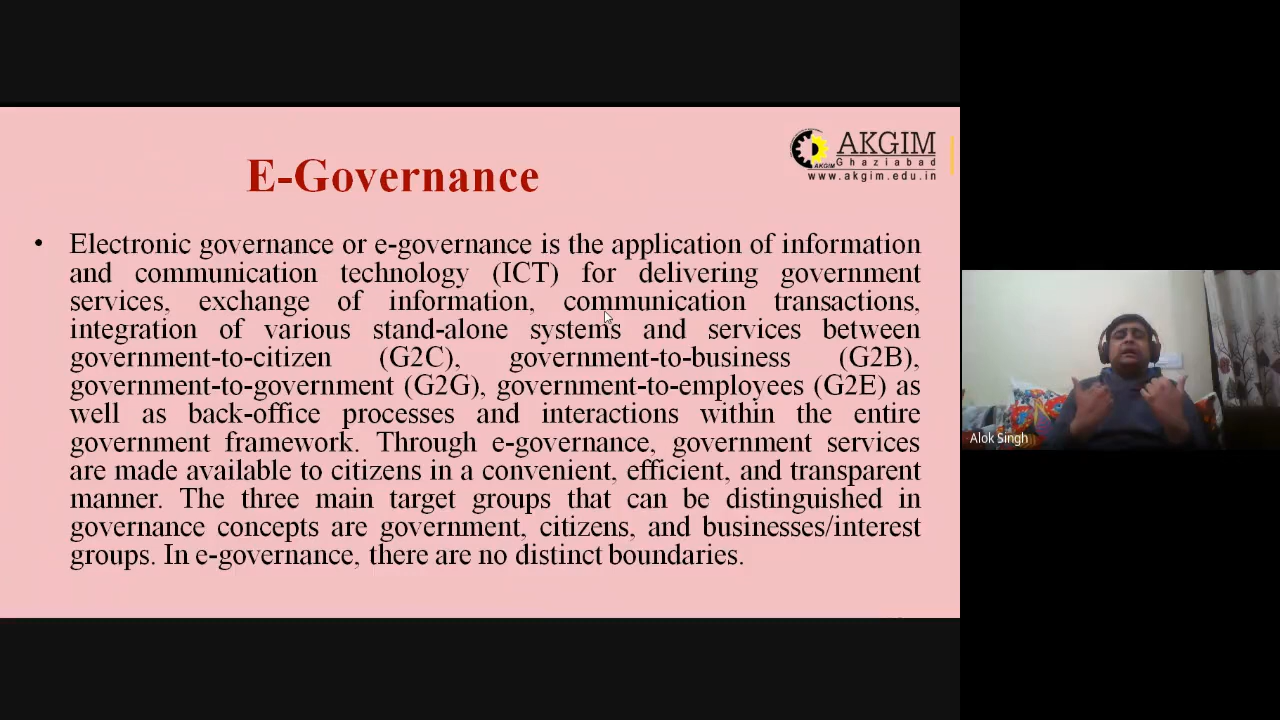 AKGIM
Ghaziabad
AKGIM
www.akgim.edu.in
E-Governance
• Electronic governance or e-governance is the application of information
and communication technology (ICT) for delivering government
services, exchange of information, communication transactions,
integration of various stand-alone systems and services between
government-to-citizen (G2C), government-to-business (G2B),
government-to-government (G2G), government-to-employees (G2E) as
well as back-office processes and interactions within the entire
government framework. Through e-governance, government services
are made available to citizens in a convenient, efficient, and transparent
manner. The three main target groups that can be distinguished in
governance concepts are government, citizens, and businesses/interest
groups. In e-governance, there are no distinct boundaries.
Alok Singh